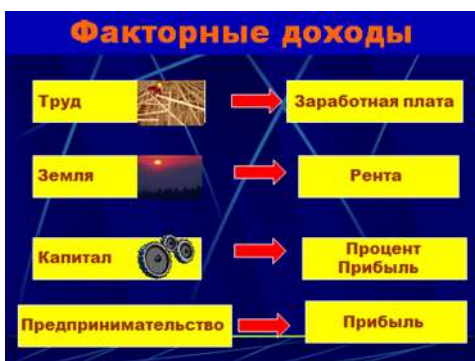 Факторные доходы
Труд
Заработная плата
Земля
Рента
Капитал
Процент
Прибыль
Предпринимательство
Прибыль